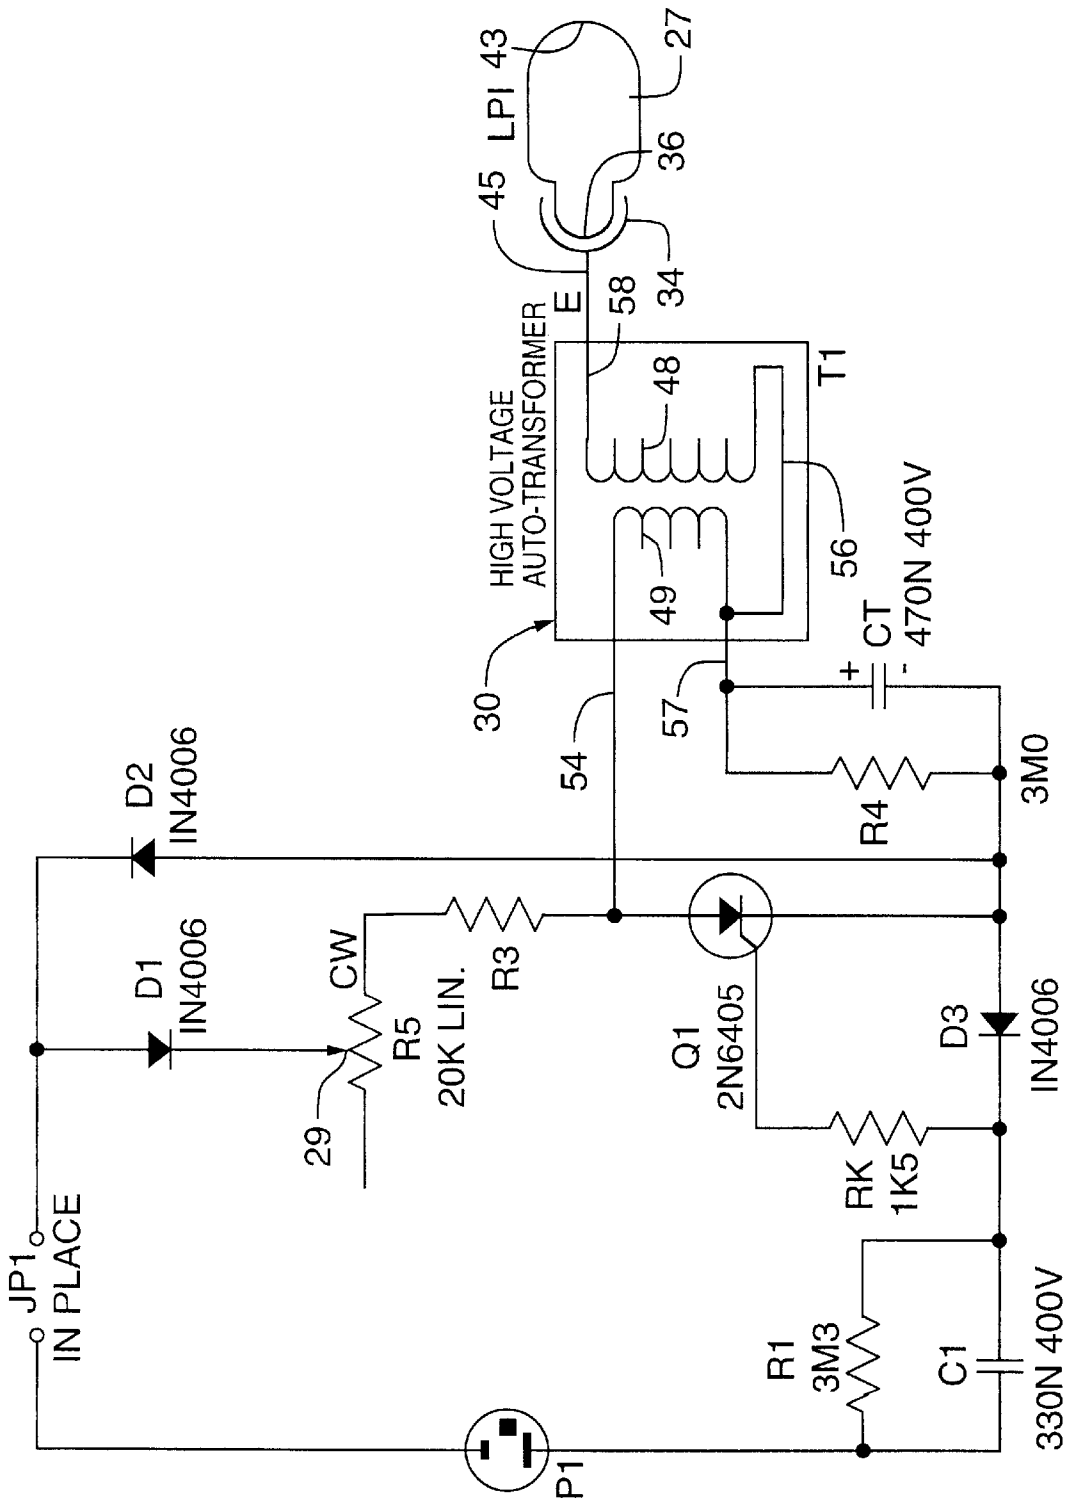 JP1
IN PLACE
P1
R1
3M3
C1
330N 400V
D1
IN4006
D2
IN4006
29
R5
20K LIN.
CW
R3
Q1
2N6405
RK
1K5
D3
IN4006
54
57
30
HIGH VOLTAGE
AUTO-TRANSFORMER
49
48
56
T1
R4
3M0
+
-
CT
470N 400V
E
58
45
34
36
LPI
43
27